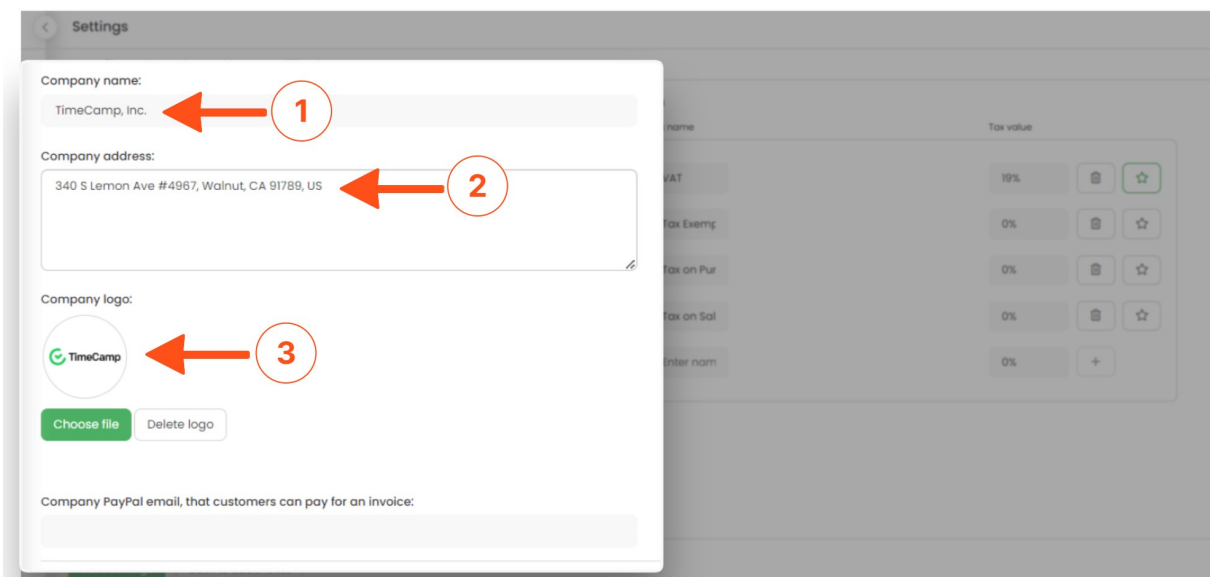 Settings
Company name:
TimeCamp, Inc.
1
Company address:
340 S Lemon Ave #4967, Walnut, CA 91789, US
2
Company logo:
TimeCamp
3
Choose file
Delete logo
Company PayPal email, that customers can pay for an invoice:
name
Tax value
VAT
19%
Tax Exemp
0%
Tax on Pur
0%
Tax on Sal
0%
Enter nam
0%